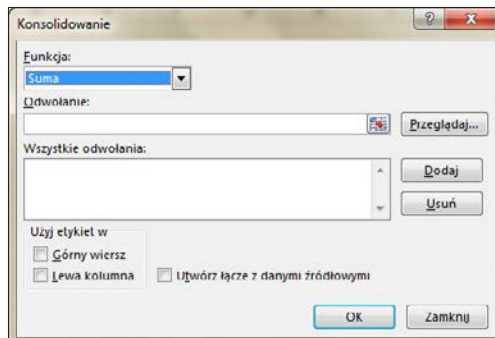 Konsolidowanie
Funkcja:
Suma
Odwołanie:
Przeglądaj...
Wszystkie odwołania:
Dodaj
Usuń
Użyj etykiet w
Górny wiersz
Lewa kolumna
Utwórz łącze z danymi źródłowymi
OK
Zamknij